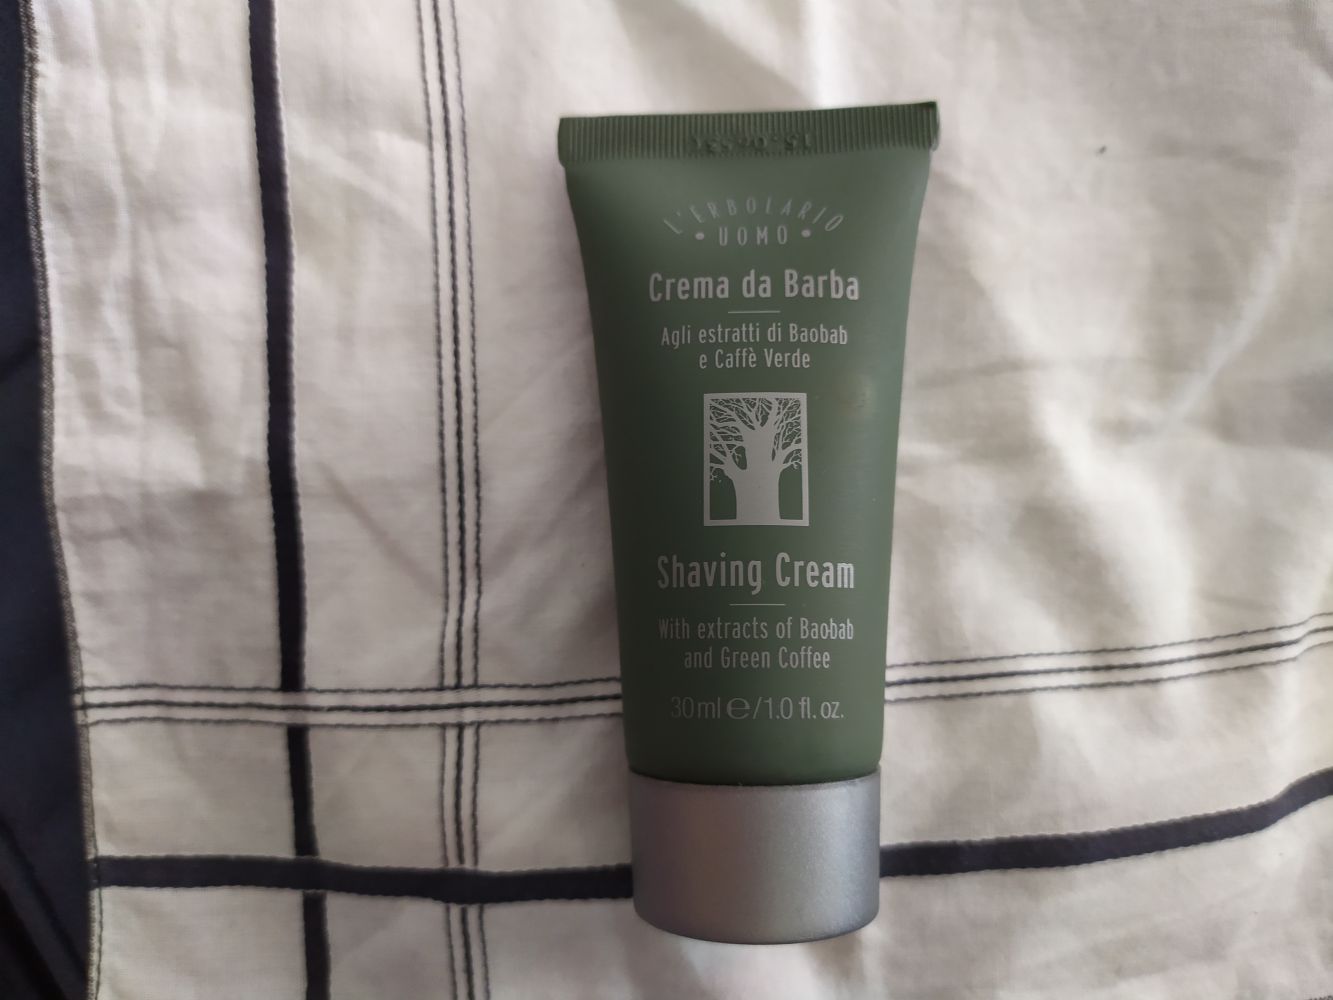 L'ERBOLARIO
• UOMO •
Crema da Barba
Agli estratti di Baobab
e Caffè Verde
Shaving Cream
With extracts of Baobab
and Green Coffee
30ml e/1.0 fl. oz.